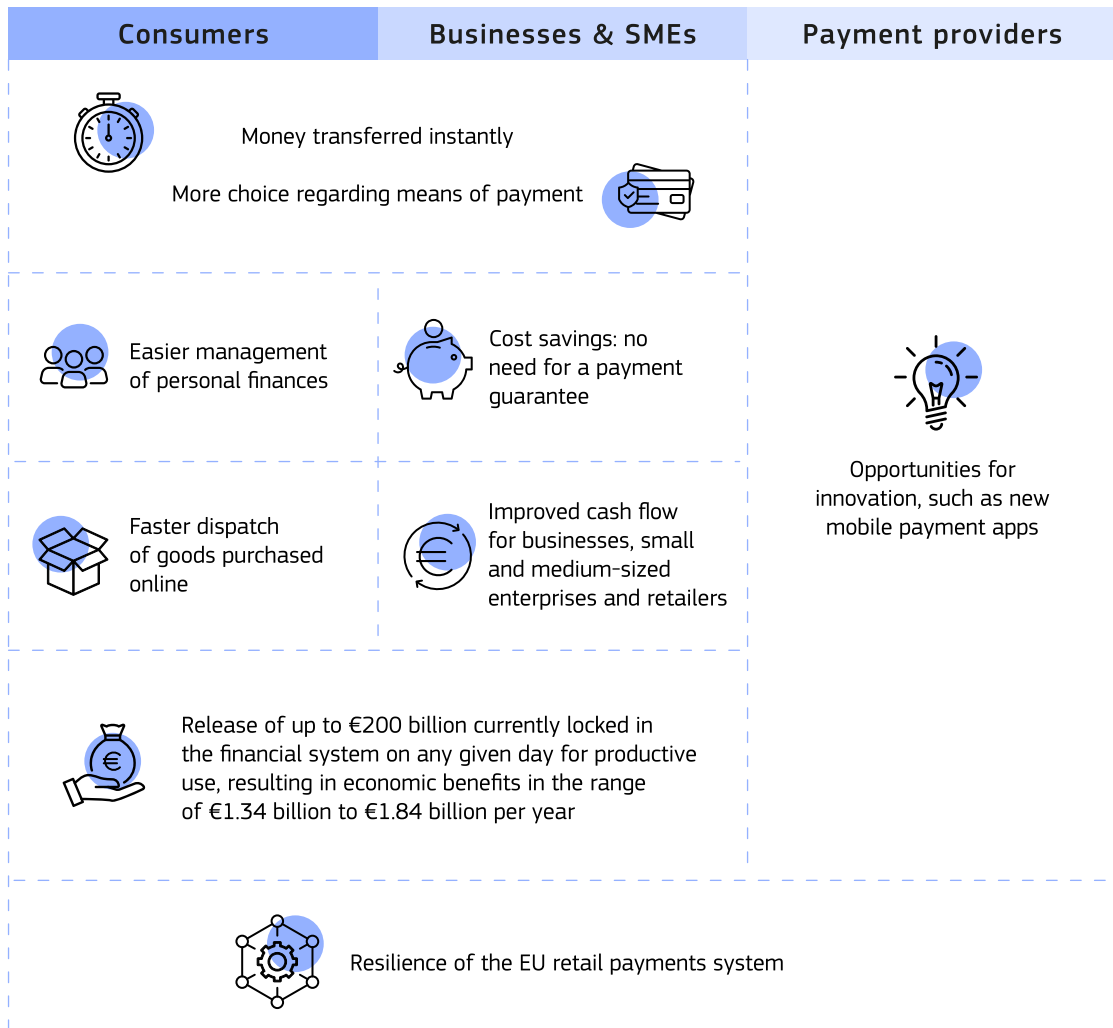 Consumers
Businesses & SMEs
Payment providers
Money transferred instantly
More choice regarding means of payment
Easier management
of personal finances
Cost savings: no
need for a payment
guarantee
Faster dispatch
of goods purchased
online
Improved cash flow
for businesses, small
and medium-sized
enterprises and retailers
Opportunities for
innovation, such as new
mobile payment apps
€
Release of up to €200 billion currently locked in
the financial system on any given day for productive
use, resulting in economic benefits in the range
of €1.34 billion to €1.84 billion per year
Resilience of the EU retail payments system